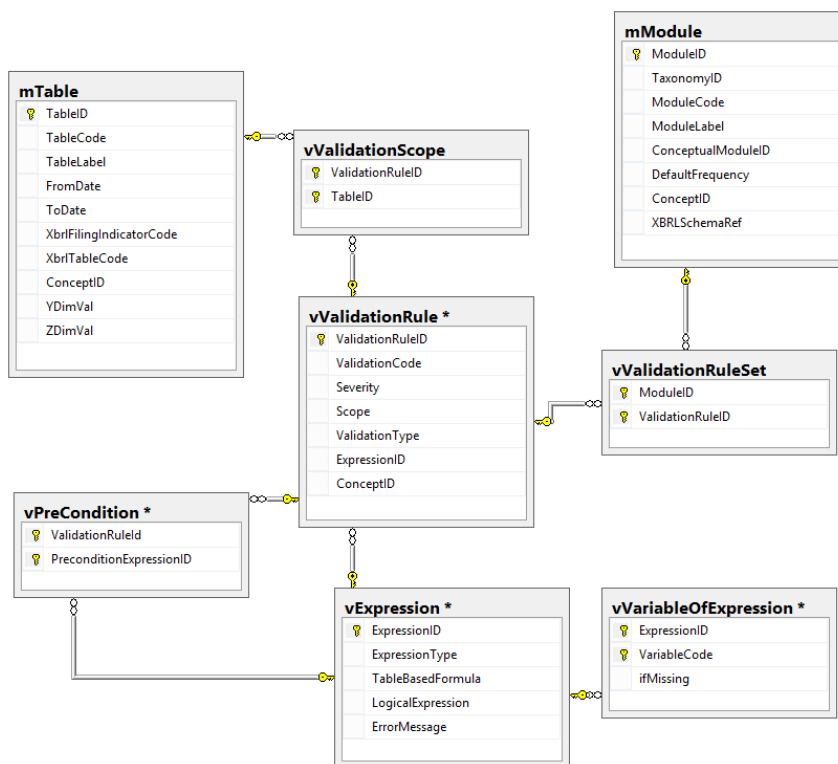 mTable
TableID
TableCode
TableLabel
FromDate
ToDate
XbrlFilingIndicatorCode
XbrlTableCode
ConceptID
YDimVal
ZDimVal
vValidationScope
ValidationRuleID
TableID
mModule
ModuleID
TaxonomyID
ModuleCode
ModuleLabel
ConceptualModuleID
DefaultFrequency
ConceptID
XBRLSchemaRef
vValidationRule *
ValidationRuleID
ValidationCode
Severity
Scope
ValidationType
ExpressionID
ConceptID
vValidationRuleSet
ModuleID
ValidationRuleID
vPreCondition *
ValidationRuleId
PreconditionExpressionID
vExpression *
ExpressionID
ExpressionType
TableBasedFormula
LogicalExpression
ErrorMessage
vVariableOfExpression *
ExpressionID
VariableCode
ifMissing